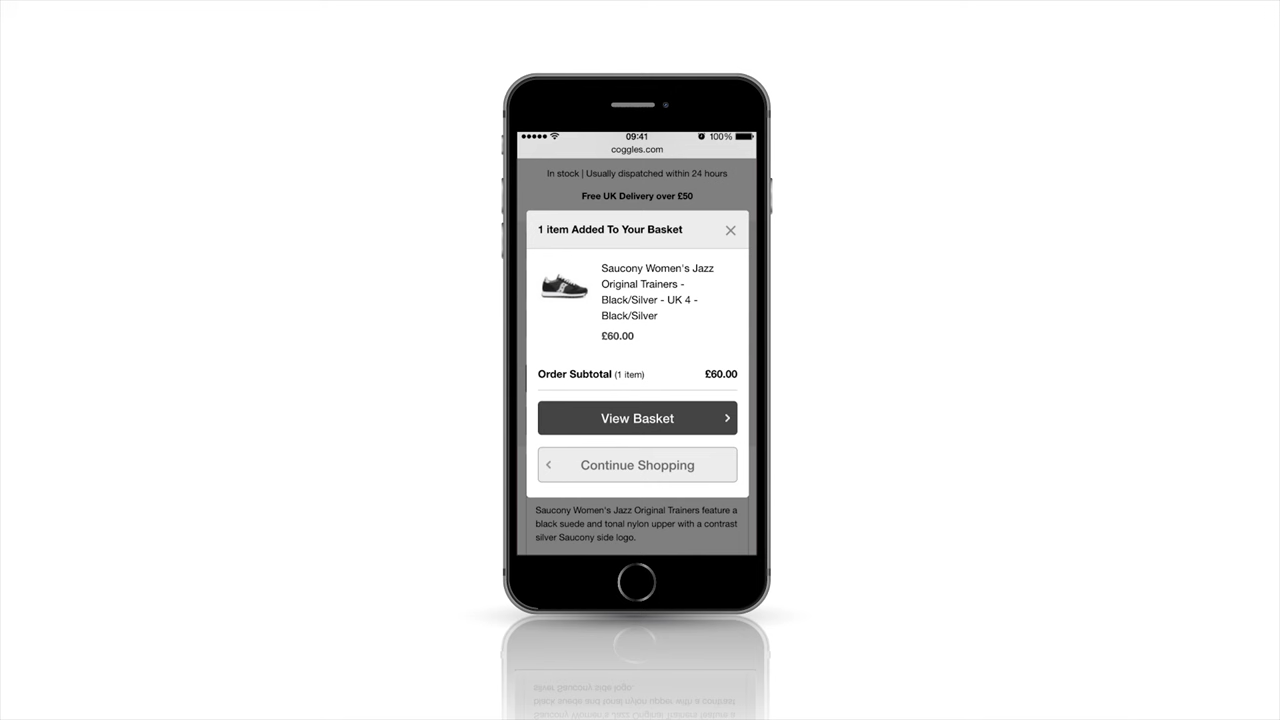 09:41
100%
coggles.com
In stock | Usually dispatched within 24 hours
Free UK Delivery over £50
1 item Added To Your Basket
Saucony Women's Jazz
Original Trainers -
Black/Silver - UK 4 -
Black/Silver
£60.00
Order Subtotal (1 item) £60.00
View Basket
Continue Shopping
Saucony Women's Jazz Original Trainers feature a
black suede and tonal nylon upper with a contrast
silver Saucony side logo.